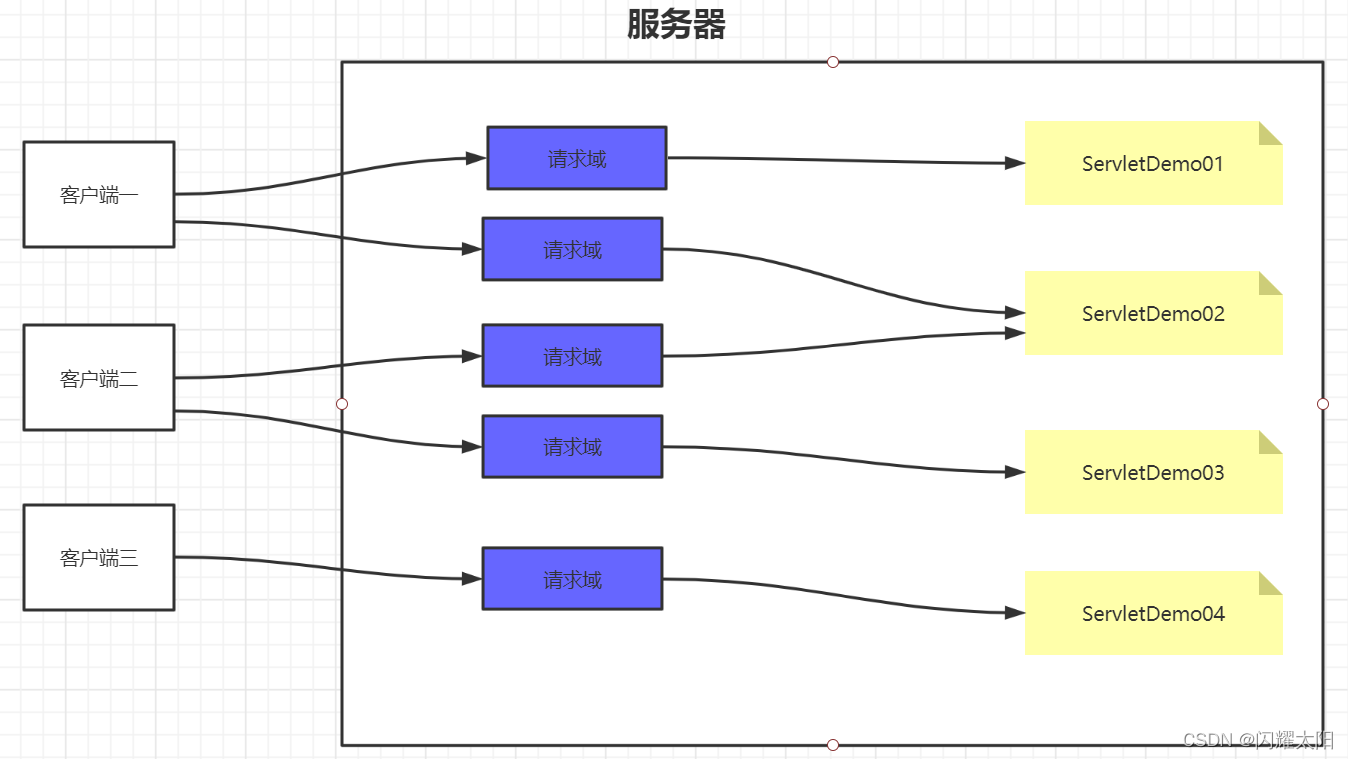 服务器
客户端一
请求域
ServletDemo01
请求域
ServletDemo02
客户端二
请求域
请求域
ServletDemo03
客户端三
请求域
ServletDemo04
CSDN @闪耀太阳